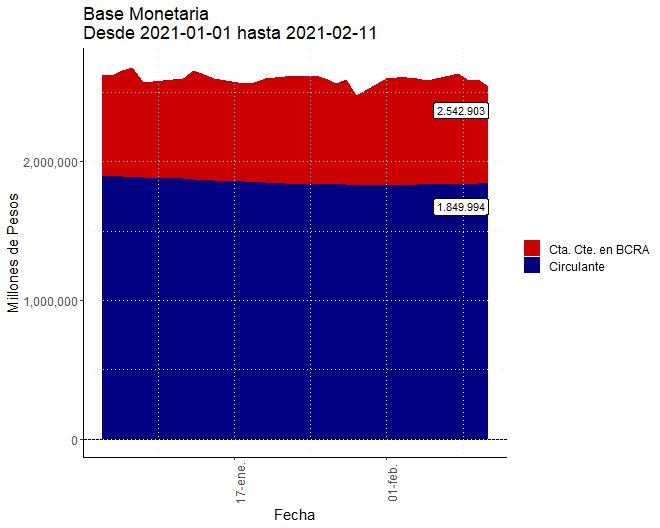 Base Monetaria
Desde 2021-01-01 hasta 2021-02-11
Millones de Pesos
2,000,000
1,000,000
0
2.542.903
1.849.994
Cta. Cte. en BCRA
Circulante
17-ene.
01-feb.
Fecha